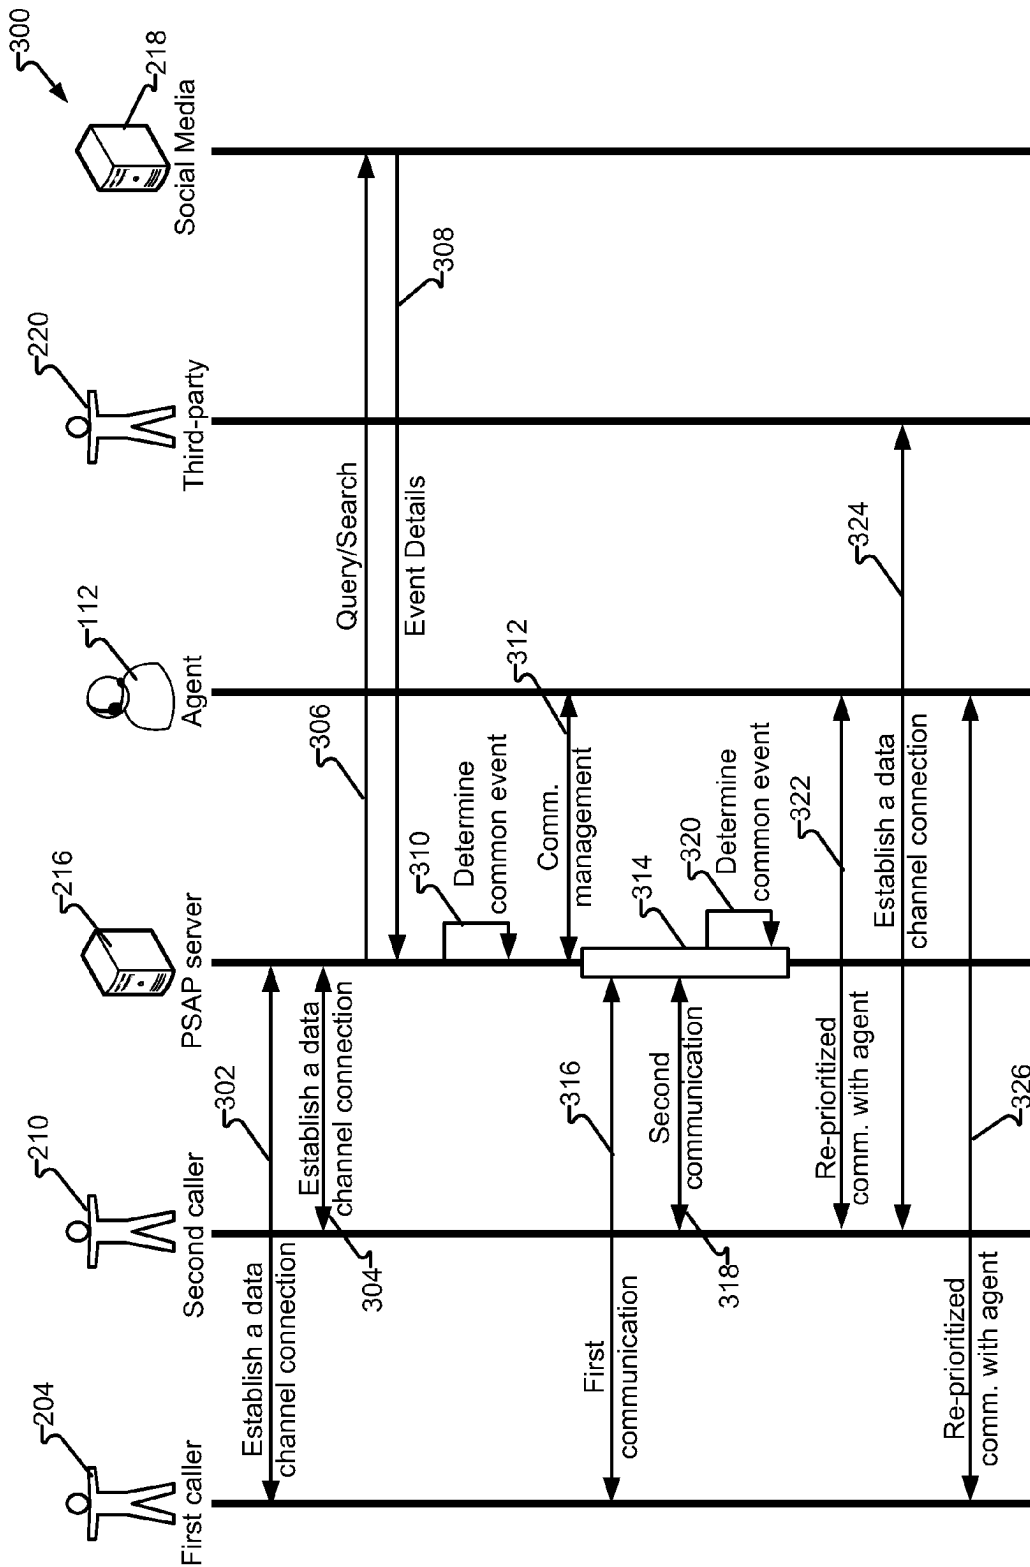 300
204
210
216
112
220
218
First caller
Second caller
PSAP server
Agent
Third-party
Social Media
302
Establish a data
channel connection
304
Establish a data
channel connection
306
Query/Search
308
Event Details
310
Determine
common event
312
Comm.
management
314
316
First
communication
318
Second
communication
320
Determine
common event
322
Re-prioritized
comm. with agent
324
Establish a data
channel connection
326
Re-prioritized
comm. with agent